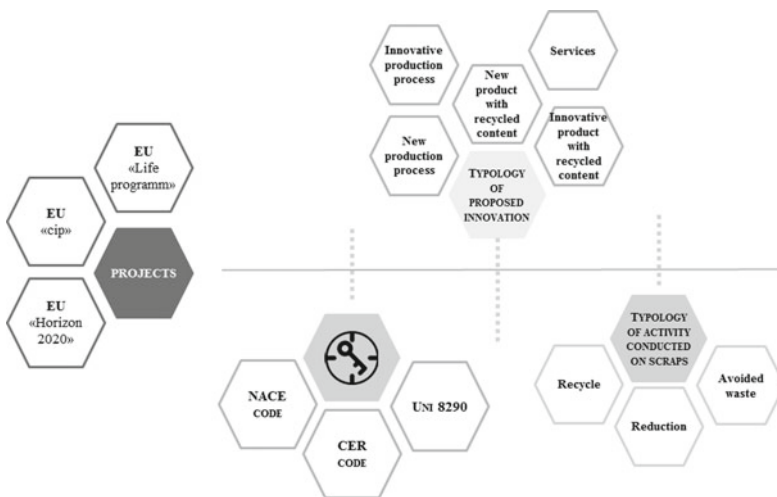 EU
«Life
programm»
EU
«cip»
PROJECTS
EU
«Horizon
2020»
Innovative
production
process
Services
New
product
with
recycled
content
New
production
process
Innovative
product with
recycled
content
TYPOLOGY
OF
PROPOSED
INNOVATION
NACE
CODE
CER
CODE
UNI 8290
TYPOLOGY
OF ACTIVITY
CONDUCTED
ON SCRAPS
Recycle
Reduction
Avoided
waste